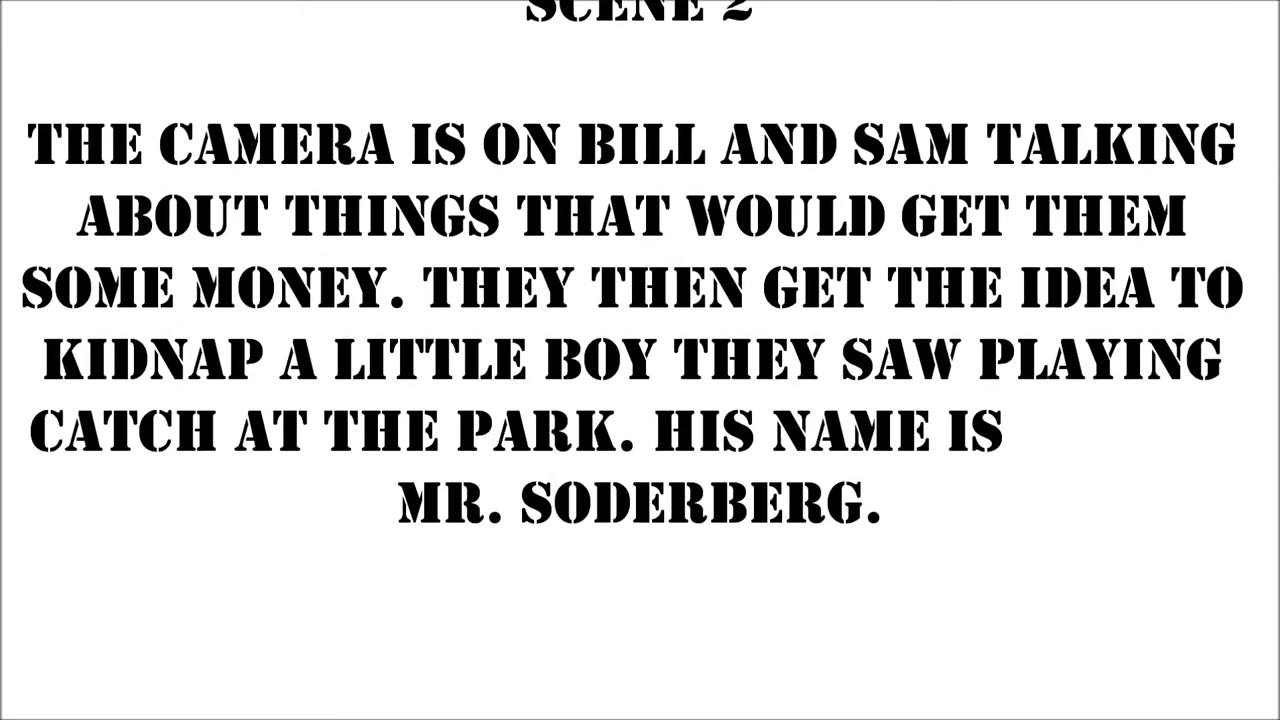 SCENE 2
THE CAMERA IS ON BILL AND SAM TALKING
ABOUT THINGS THAT WOULD GET THEM
SOME MONEY. THEY THEN GET THE IDEA TO
KIDNAP A LITTLE BOY THEY SAW PLAYING
CATCH AT THE PARK. HIS NAME IS
MR. SODERBERG.